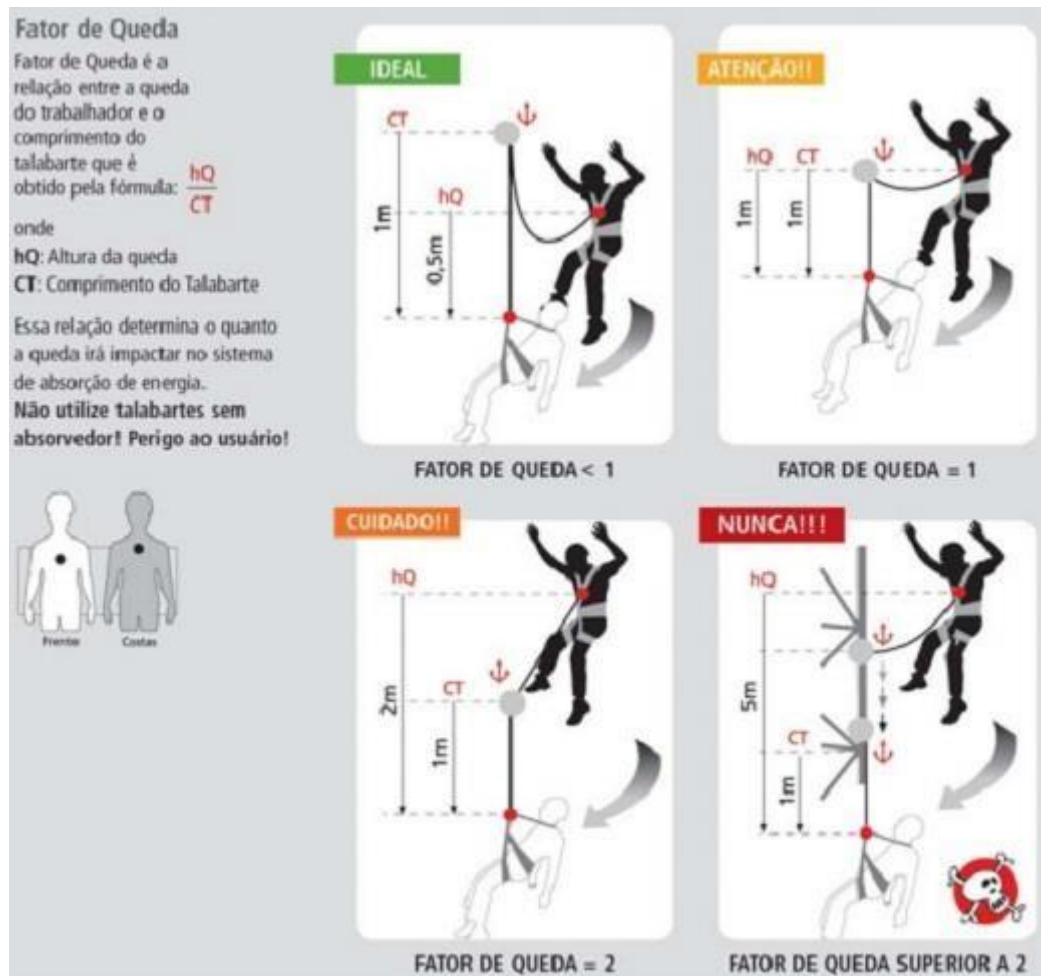 Fator de Queda
Fator de Queda é a
relação entre a queda
do trabalhador e o
comprimento do
talabarte que é
obtido pela fórmula: hQ
CT
onde
hQ: Altura da queda
CT: Comprimento do Talabarte
Essa relação determina o quanto
a queda irá impactar no sistema
de absorção de energia.
Não utilize talabartes sem
absorvedor! Perigo ao usuário!
Frente
Costas
IDEAL
CT
hQ
1m
0,5m
FATOR DE QUEDA < 1
ATENÇÃO!!
hQ CT
1m
1m
FATOR DE QUEDA = 1
CUIDADO!!
hQ
CT
2m
1m
FATOR DE QUEDA = 2
NUNCA!!!
hQ
5m
CT
1m
FATOR DE QUEDA SUPERIOR A 2